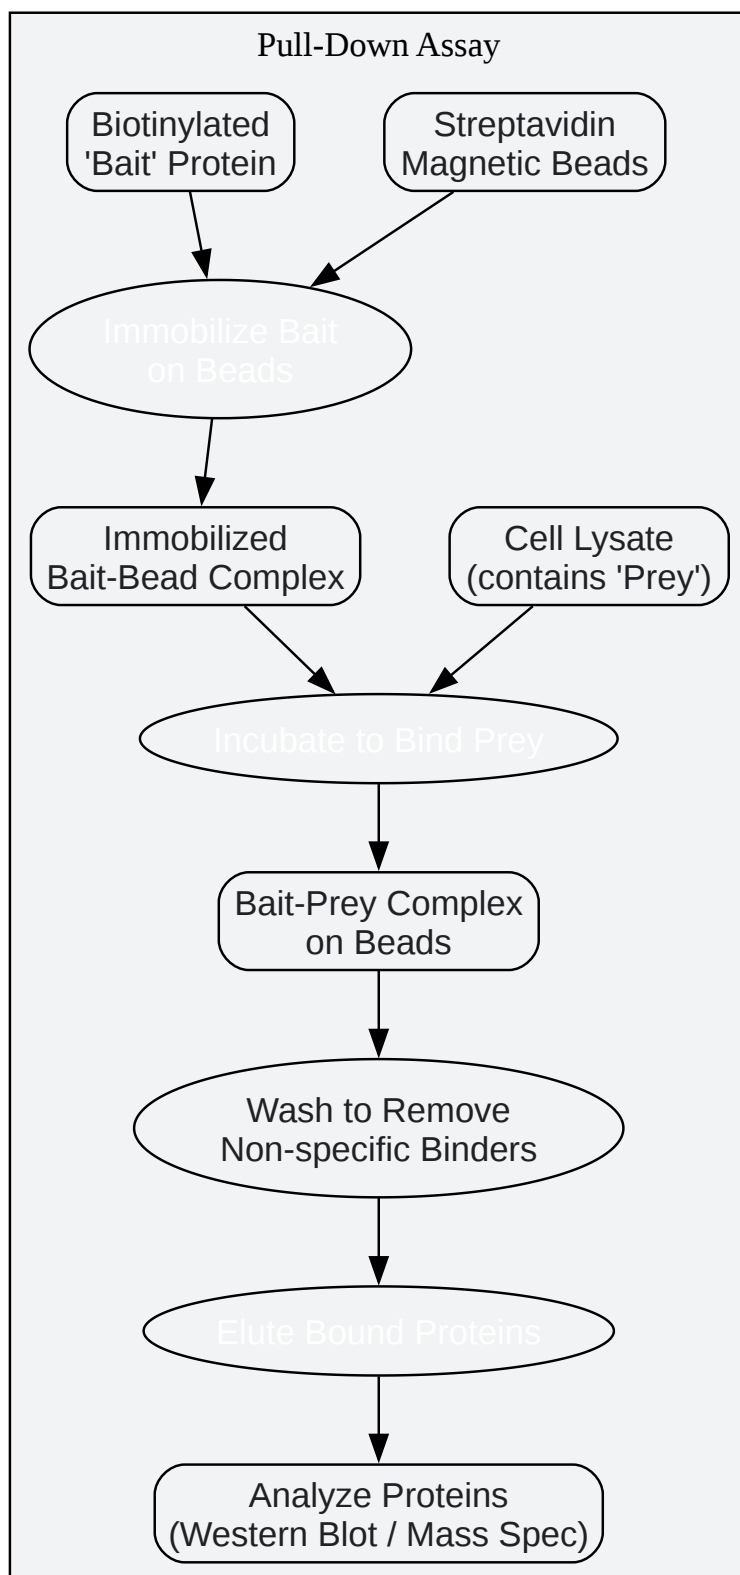 Pull-Down Assay
Biotinylated
'Bait' Protein
Streptavidin
Magnetic Beads
Immobilize Bait
on Beads
Immobilized
Bait-Bead Complex
Cell Lysate
(contains 'Prey')
Incubate to Bind Prey
Bait-Prey Complex
on Beads
Wash to Remove
Non-specific Binders
Elute Bound Proteins
Analyze Proteins
(Western Blot / Mass Spec)